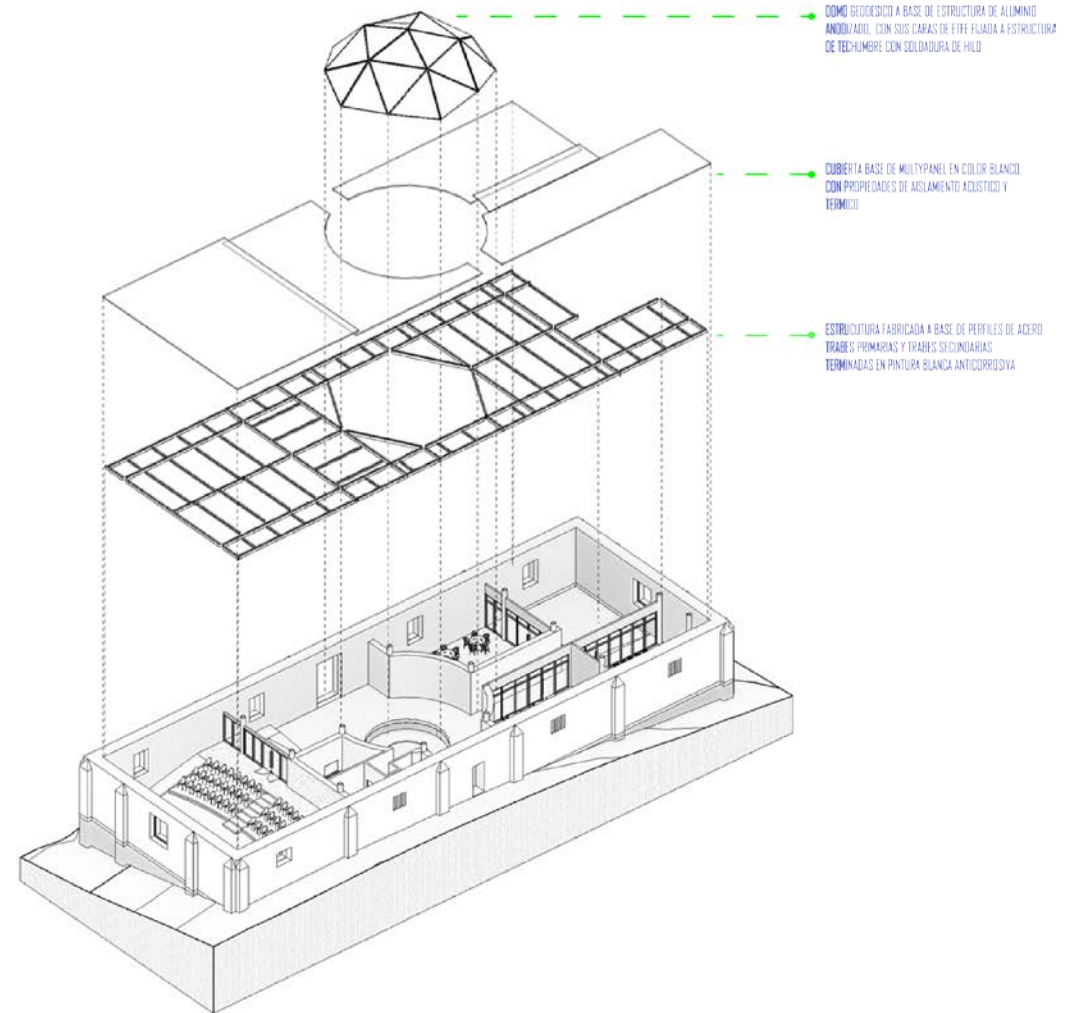 DOMO GEODESICO A BASE DE ESTRUCTURA DE ALUMINIO
ANODIZADO, CON SUS CARAS DE ETFE FIJADA A ESTRUCTURA
DE TECHUMBRE CON SOLDADURA DE HILO
CUBIERTA BASE DE MULTYPANEL EN COLOR BLANCO.
CON PROPIEDADES DE AISLAMIENTO ACUSTICO Y
TERMICO
ESTRUCUTURA FABRICADA A BASE DE PERFILES DE ACERO
TRABES PRIMARIAS Y TRABES SECUNDARIAS
TERMINADAS EN PINTURA BLANCA ANTICORROSIVA